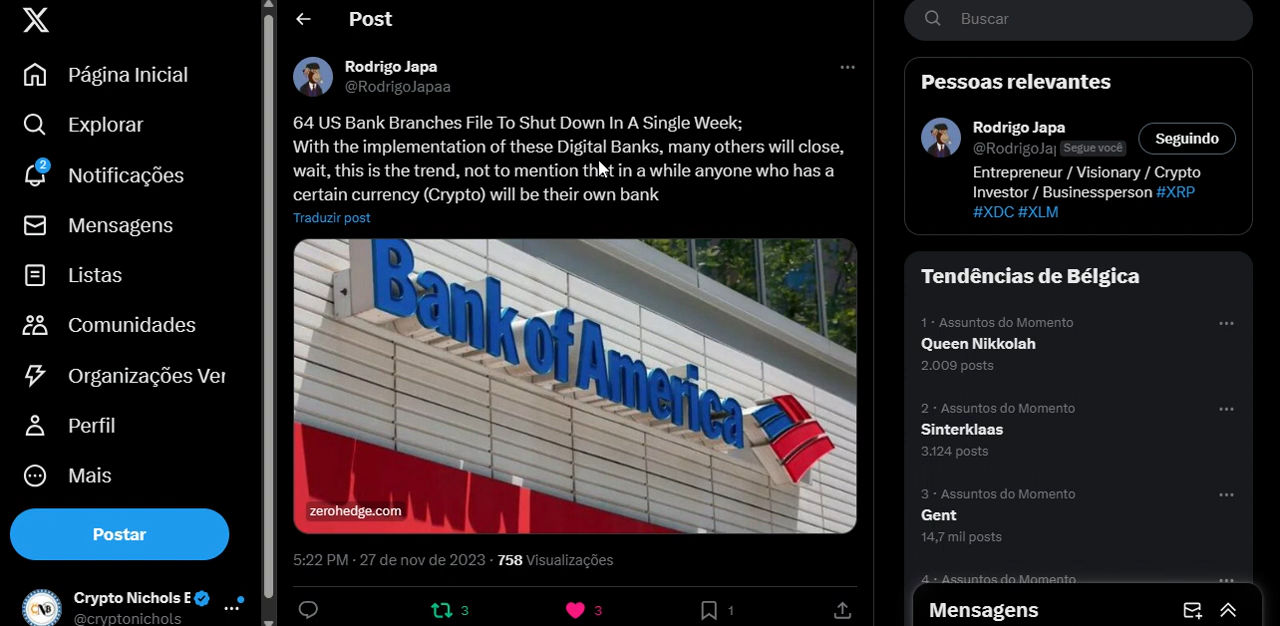 Página Inicial
Explorar
2
Notificações
Mensagens
Listas
Comunidades
Organizações Ver
Perfil
Mais
Postar
Crypto Nichols E
@cryptonichols
Post
Rodrigo Japa
@RodrigoJapaa
64 US Bank Branches File To Shut Down In A Single Week;
With the implementation of these Digital Banks, many others will close,
wait, this is the trend, not to mention that in a while anyone who has a
certain currency (Crypto) will be their own bank
Traduzir post
Bank of America
zerohedge.com
5:22 PM · 27 de nov de 2023 · 758 Visualizações
3
3
1
Buscar
Pessoas relevantes
Rodrigo Japa
@RodrigoJa Segue você
Seguindo
Entrepreneur / Visionary / Crypto
Investor / Businessperson #XRP
#XDC #XLM
Tendências de Bélgica
1 · Assuntos do Momento
Queen Nikkolah
2.009 posts
2 · Assuntos do Momento
Sinterklaas
3.124 posts
3 · Assuntos do Momento
Gent
14,7 mil posts
4 · Assuntos do Momento
Mensagens